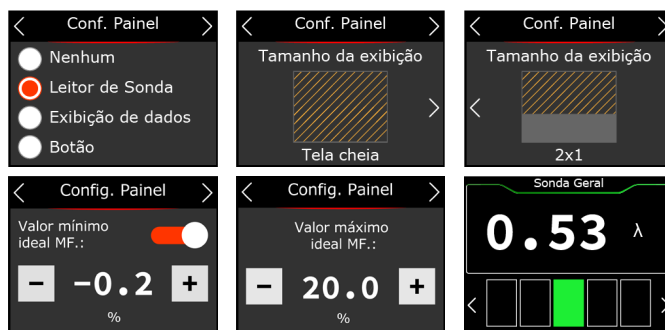 Conf. Painel
Nenhum
Leitor de Sonda
Exibição de dados
Botão
Conf. Painel
Tamanho da exibição
Tela cheia
Conf. Painel
Tamanho da exibição
2x1
Config. Painel
Valor mínimo
ideal MF.:
− -0.2 +
%
Config. Painel
Valor máximo
ideal MF.:
− 20.0 +
%
Sonda Geral
0.53 λ